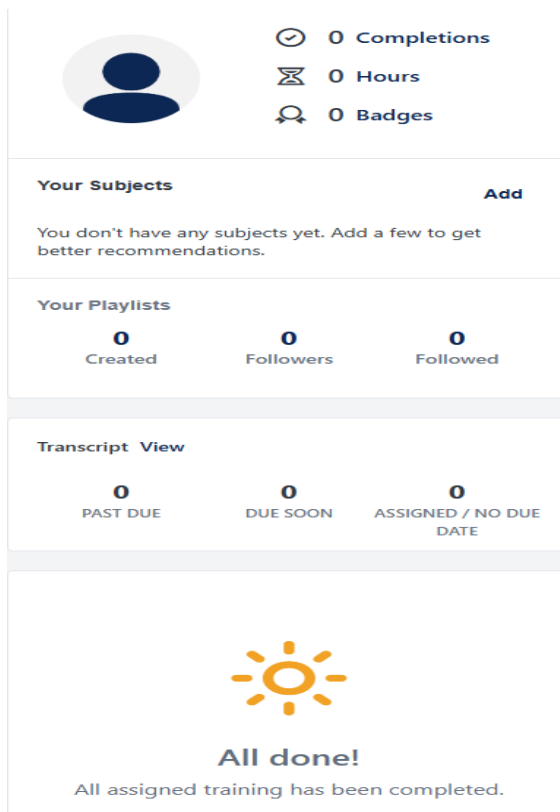 0 Completions
0 Hours
0 Badges
Your Subjects
Add
You don't have any subjects yet. Add a few to get
better recommendations.
Your Playlists
0 0 0
Created Followers Followed
Transcript View
0 0 0
PAST DUE DUE SOON ASSIGNED / NO DUE
DATE
All done!
All assigned training has been completed.